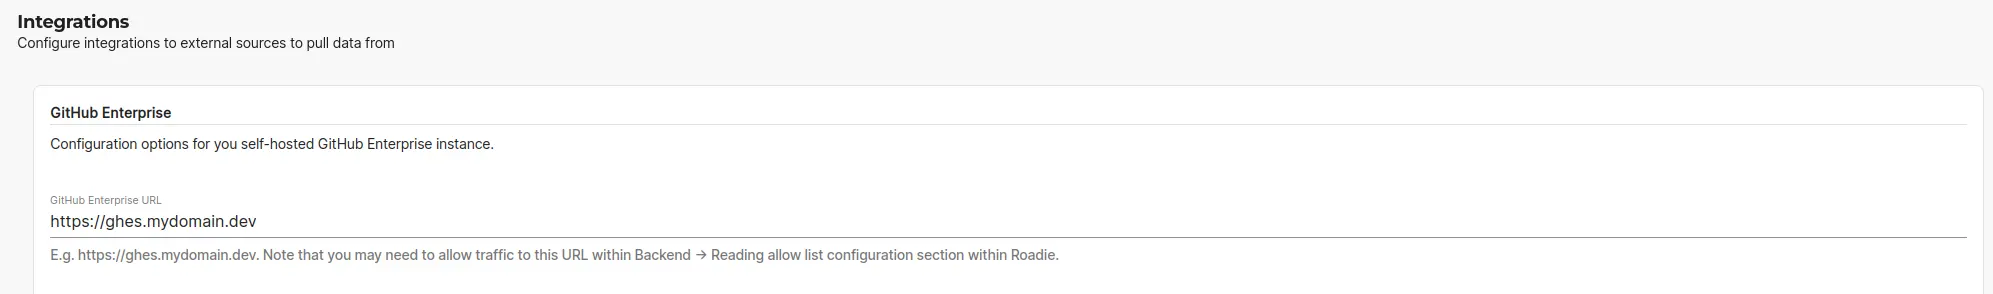 Integrations
Configure integrations to external sources to pull data from
GitHub Enterprise
Configuration options for you self-hosted GitHub Enterprise instance.
GitHub Enterprise URL
https://ghes.mydomain.dev
E.g. https://ghes.mydomain.dev. Note that you may need to allow traffic to this URL within Backend → Reading allow list configuration section within Roadie.